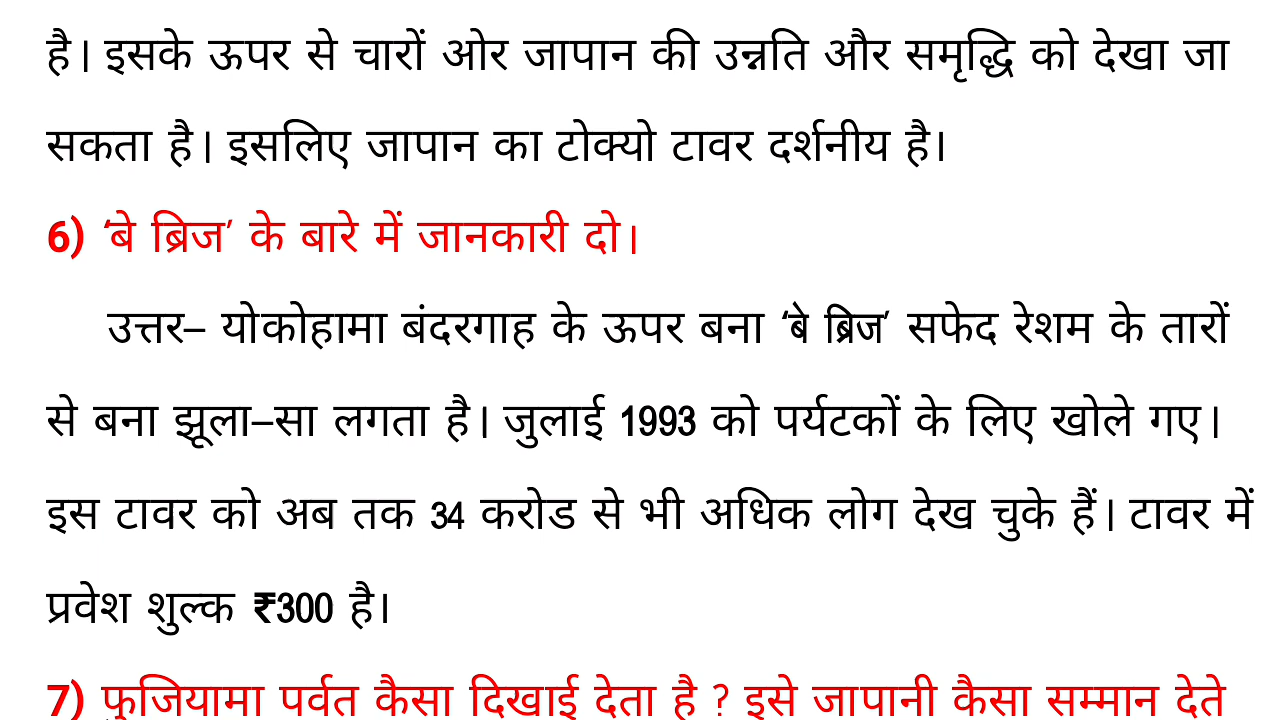 है। इसके ऊपर से चारों ओर जापान की उन्नति और समृद्धि को देखा जा
सकता है। इसलिए जापान का टोक्यो टावर दर्शनीय है।
6) ‘बे ब्रिज’ के बारे में जानकारी दो।
उत्तर– योकोहामा बंदरगाह के ऊपर बना ‘बे ब्रिज’ सफेद रेशम के तारों
से बना झूला–सा लगता है। जुलाई 1993 को पर्यटकों के लिए खोले गए।
इस टावर को अब तक 34 करोड से भी अधिक लोग देख चुके हैं। टावर में
प्रवेश शुल्क ₹300 है।
7) फुजियामा पर्वत कैसा दिखाई देता है ? इसे जापानी कैसा सम्मान देते